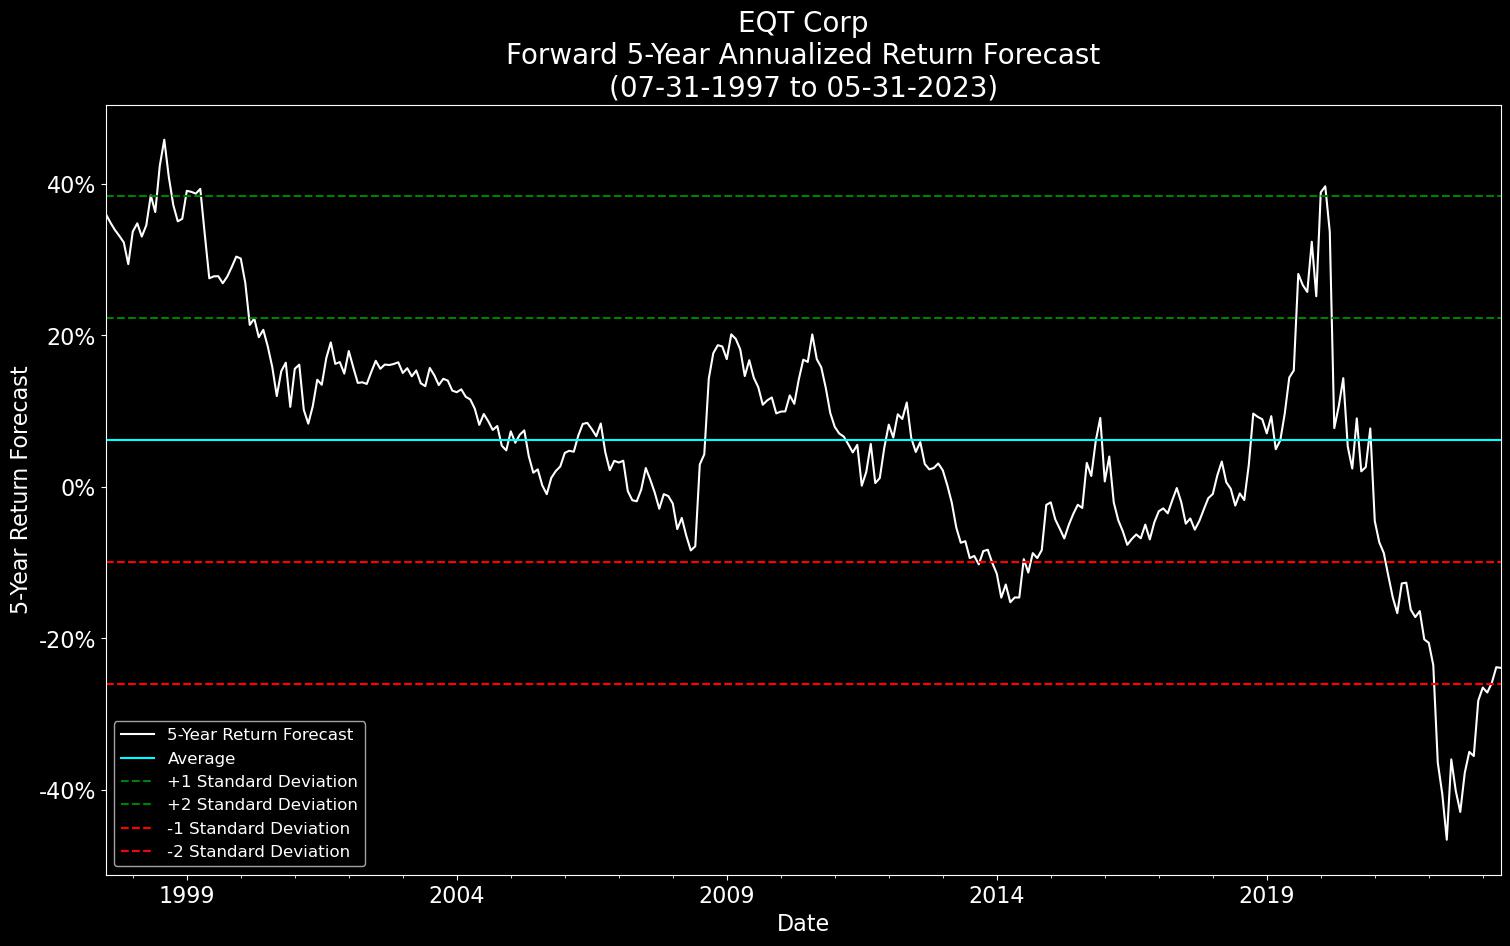 EQT Corp
Forward 5-Year Annualized Return Forecast
(07-31-1997 to 05-31-2023)
5-Year Return Forecast
40%
20%
0%
-20%
-40%
5-Year Return Forecast
Average
+1 Standard Deviation
+2 Standard Deviation
-1 Standard Deviation
-2 Standard Deviation
1999 2004 2009 2014 2019
Date